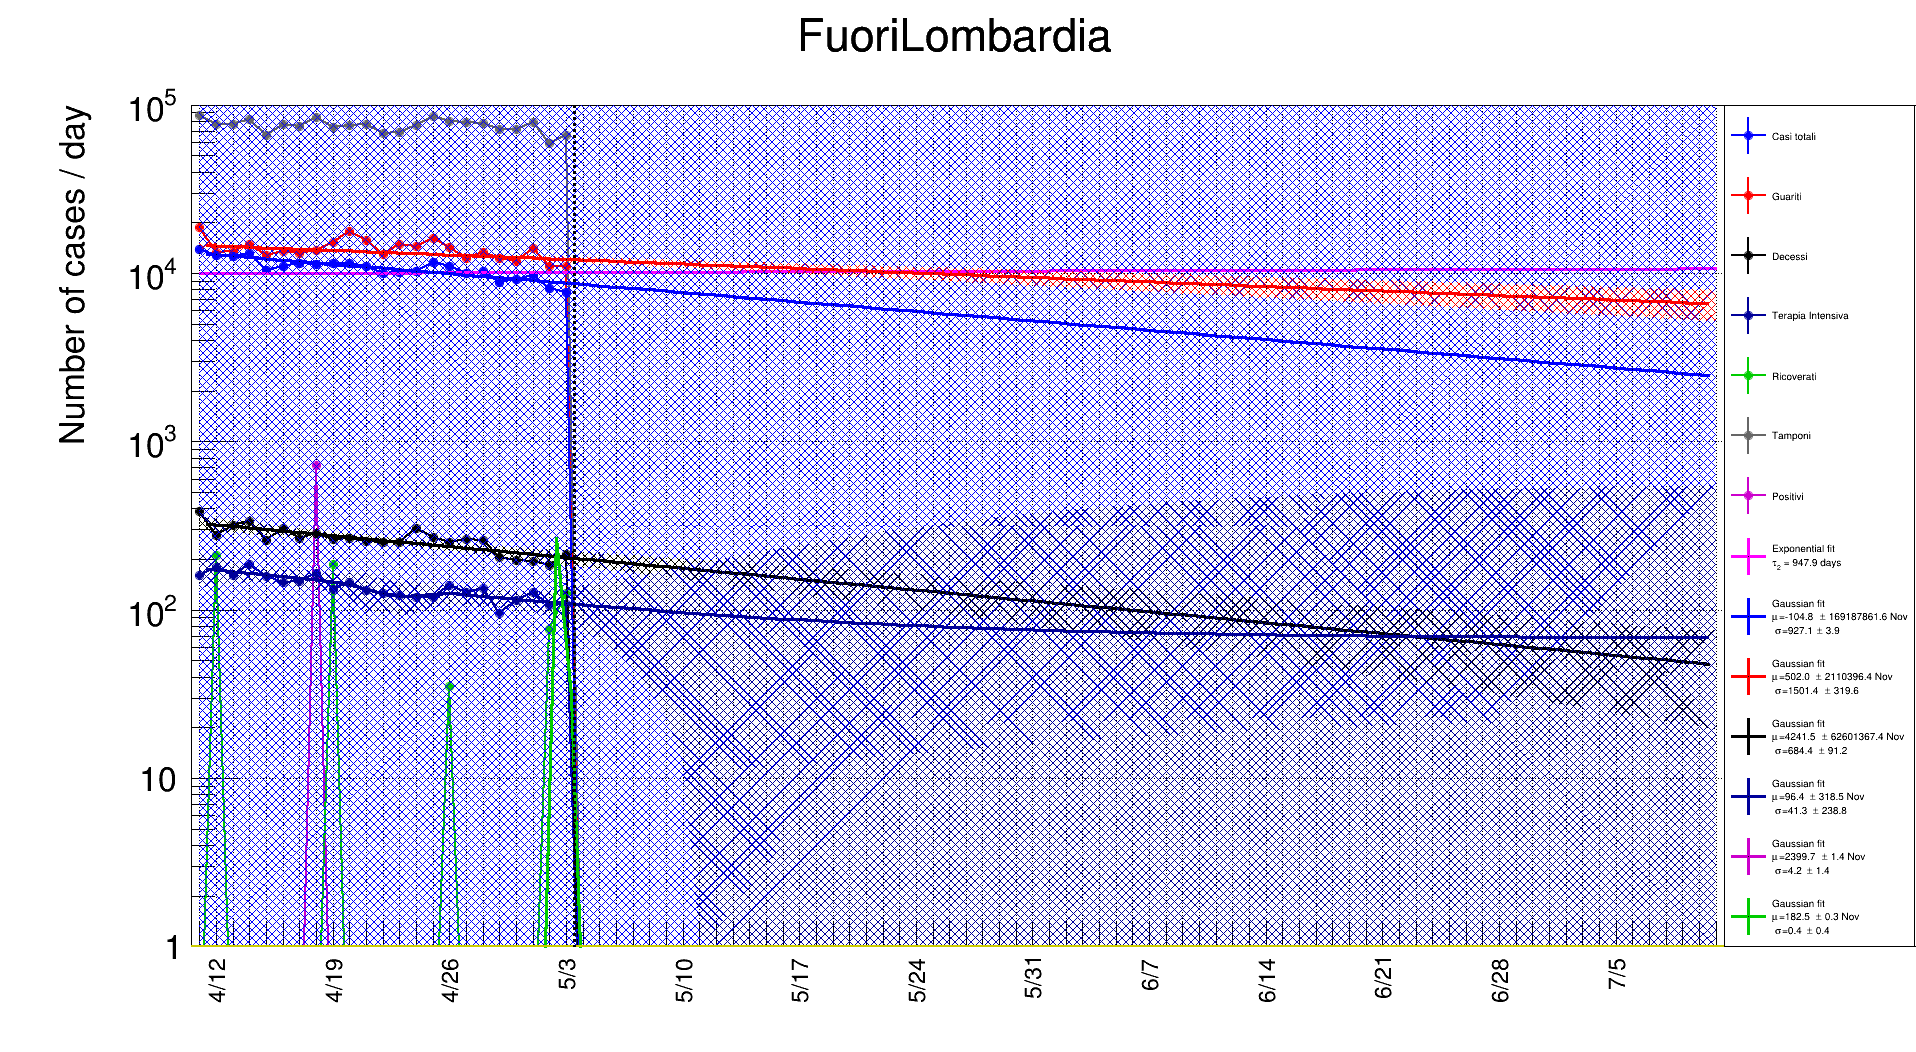 FuoriLombardia
Number of cases / day
10^5
10^4
10^3
10^2
10
1
4/12
4/19
4/26
5/3
5/10
5/17
5/24
5/31
6/7
6/14
6/21
6/28
7/5
Casi totali
Guariti
Decessi
Terapia Intensiva
Ricoverati
Tamponi
Positivi
Exponential fit
τ₂ = 947.9 days
Gaussian fit
μ=-104.8 ± 169187861.6 Nov
σ=927.1 ± 3.9
Gaussian fit
μ=502.0 ± 2110396.4 Nov
σ=1501.4 ± 319.6
Gaussian fit
μ=4241.5 ± 62601367.4 Nov
σ=684.4 ± 91.2
Gaussian fit
μ=96.4 ± 318.5 Nov
σ=41.3 ± 238.8
Gaussian fit
μ=2399.7 ± 1.4 Nov
σ=4.2 ± 1.4
Gaussian fit
μ=182.5 ± 0.3 Nov
σ=0.4 ± 0.4